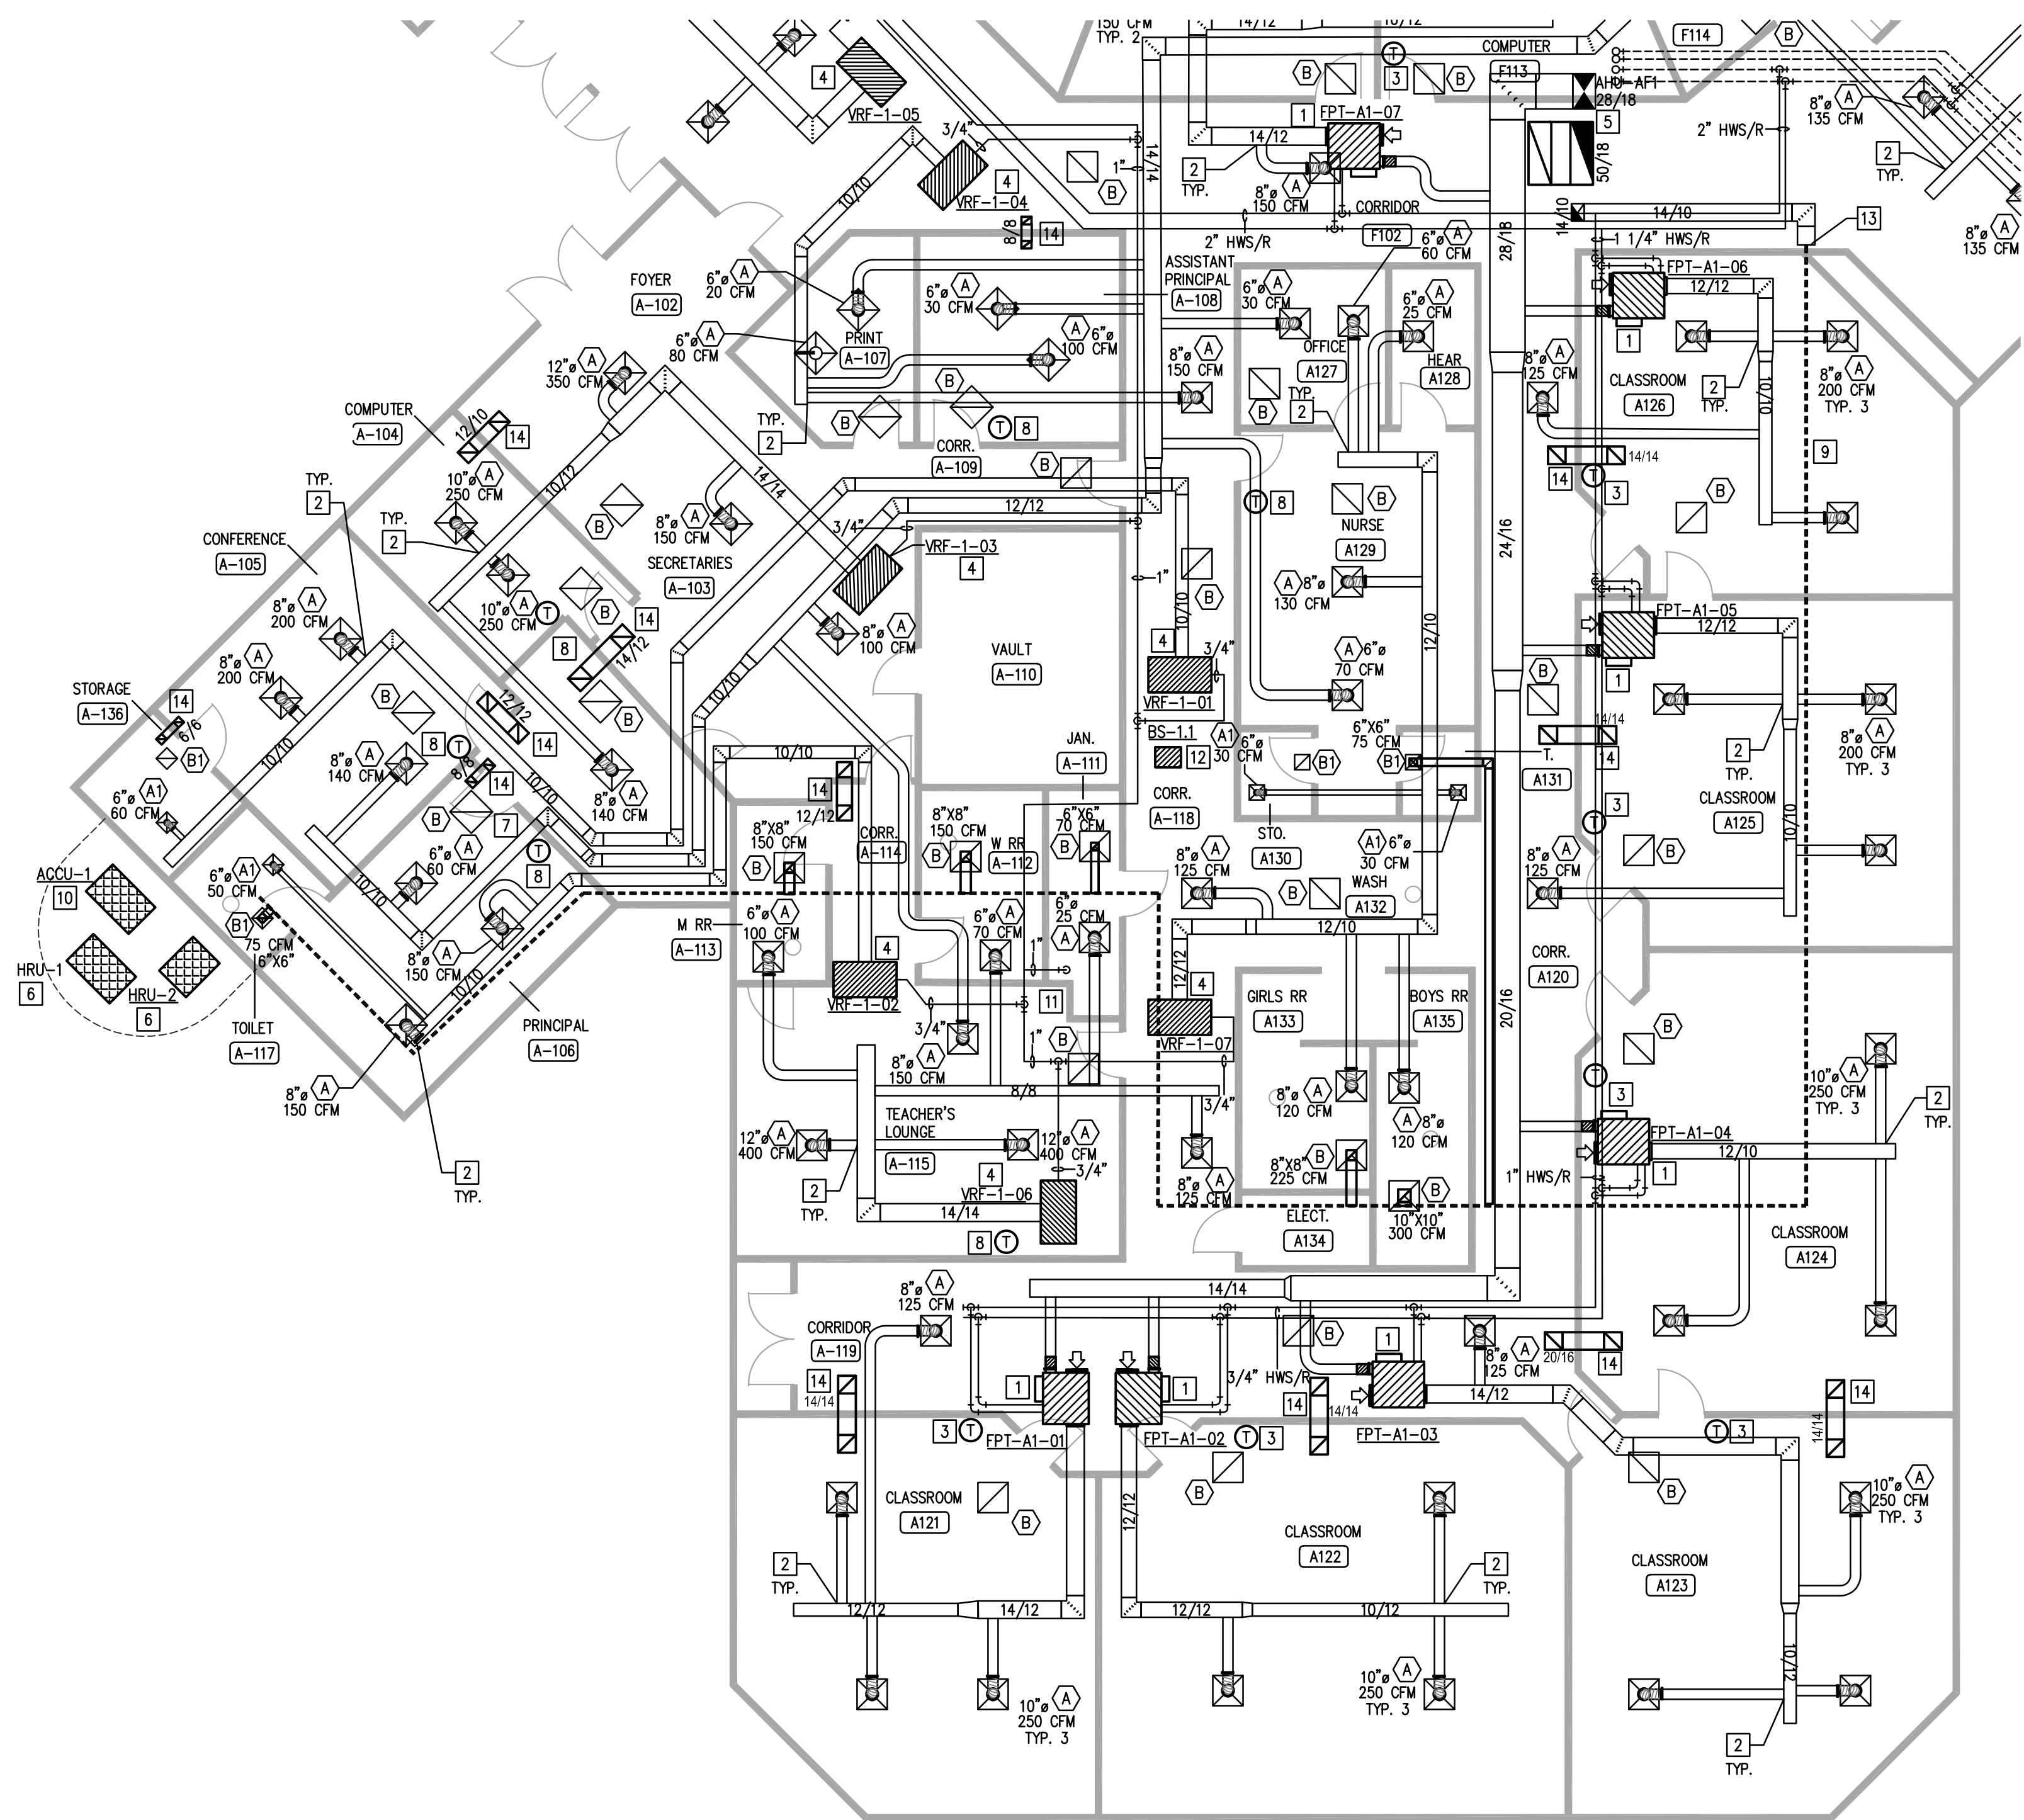 150 CFM
TYP. 2
14/12
16/12
COMPUTER
F113
F114
B
T
3
B
B
AHU-AF1
28/18
5
50/18
2" HWS/R
8"ø A
135 CFM
2
TYP.
8"ø A
135 CFM
4
VRF-1-05
3/4"
4
VRF-1-04
10/10
1"
14/14
B
1
FPT-A1-07
14/12
2
TYP.
8"ø A
150 CFM
CORRIDOR
F102
2" HWS/R
28/18
14/10
14/10
13
1 1/4" HWS/R
FOYER
A-102
6"ø A
20 CFM
6"ø A
80 CFM
8/8
14
6"ø A
30 CFM
PRINT
A-107
ASSISTANT
PRINCIPAL
A-108
A 6"ø
100 CFM
6"ø A
60 CFM
6"ø A
30 CFM
6"ø A
25 CFM
OFFICE
A127
HEAR
A128
8"ø A
150 CFM
B
TYP.
2
FPT-A1-06
12/12
1
8"ø A
125 CFM
CLASSROOM
A126
2
TYP.
10/10
8"ø A
200 CFM
TYP. 3
9
14/14
14
T
3
B
12"ø A
350 CFM
COMPUTER
A-104
12/10
14
10"ø A
250 CFM
TYP.
2
TYP.
2
10/12
14/14
TYP.
2
B
B
T 8
CORR.
A-109
B
12/12
3/4"
VRF-1-03
4
1"
B
8"ø A
150 CFM
SECRETARIES
A-103
CONFERENCE
A-105
8"ø A
200 CFM
8"ø A
200 CFM
10"ø A
250 CFM
T
8
B
14
14/12
B
8"ø A
100 CFM
VAULT
A-110
T 8
NURSE
A129
B
A 8"ø
130 CFM
A 6"ø
70 CFM
12/10
24/16
FPT-A1-05
12/12
1
B
14/14
14
2
TYP.
8"ø A
200 CFM
TYP. 3
CLASSROOM
A125
10/10
STORAGE
A-136
14
6/6
B1
6"ø A1
60 CFM
10/10
B
12/12
14
8"ø A
140 CFM
8
T
8/8
14
B
7
10/10
8"ø A
140 CFM
10/10
10/10
4
3/4"
VRF-1-01
10/10
BS-1.1
12
A1 6"ø
30 CFM
6"X6"
75 CFM
B1
B1
T.
A131
T
3
JAN.
A-111
CORR.
A-118
14
12/12
8"X8"
150 CFM
B
CORR.
A-114
8"X8"
150 CFM
B
W RR
A-112
6"X6"
70 CFM
B
STO.
A130
A1 6"ø
30 CFM
8"ø A
125 CFM
B
WASH
A132
12/10
8"ø A
125 CFM
B
ACCU-1
10
HRU-1
6
HRU-2
6
6"ø A1
50 CFM
B1
75 CFM
6"X6"
TOILET
A-117
6"ø A
60 CFM
T
8
10/10
8"ø A
150 CFM
10/10
PRINCIPAL
A-106
8"ø A
150 CFM
2
TYP.
M RR
A-113
6"ø A
100 CFM
4
VRF-1-02
3/4"
6"ø A
70 CFM
1"
6"ø
25 CFM
A
11
1"
B
8"ø A
150 CFM
8/8
12/12
4
VRF-1-07
3/4"
GIRLS RR
A133
BOYS RR
A135
20/16
CORR.
A120
B
T
3
8"ø A
120 CFM
A 8"ø
120 CFM
8"X8" B
225 CFM
B
10"X10"
300 CFM
ELECT.
A134
FPT-A1-04
12/10
1
1" HWS/R
10"ø A
250 CFM
TYP. 3
2
TYP.
CLASSROOM
A124
TEACHER'S
LOUNGE
A-115
12"ø A
400 CFM
12"ø A
400 CFM
2
TYP.
4
3/4"
VRF-1-06
14/14
8 T
8"ø A
125 CFM
14/14
8"ø A
125 CFM
CORRIDOR
A-119
14
14/14
1
1
B
3/4" HWS/R
1
8"ø A
125 CFM
20/16
14
14
14/14
3 T
FPT-A1-01
FPT-A1-02
T 3
FPT-A1-03
14/12
T 3
14
14/14
CLASSROOM
A121
B
12/12
B
CLASSROOM
A122
B
10"ø A
250 CFM
TYP. 3
CLASSROOM
A123
2
TYP.
12/12
14/12
12/12
10/12
2
TYP.
10"ø A
250 CFM
TYP. 3
10"ø A
250 CFM
TYP. 3
10/12
2
TYP.